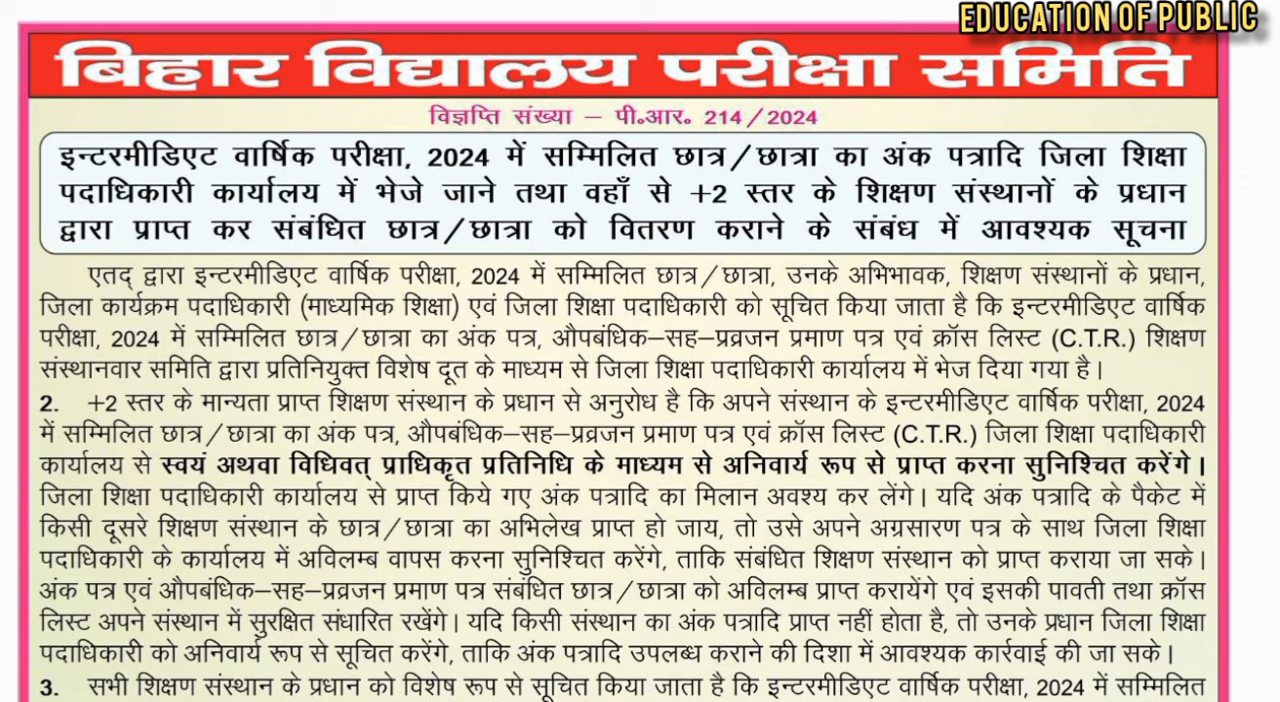 EDUCATION OF PUBLIC
बिहार विद्यालय परीक्षा समिति
विज्ञप्ति संख्या – पी॰आर॰ 214/2024
इन्टरमीडिएट वार्षिक परीक्षा, 2024 में सम्मिलित छात्र/छात्रा का अंक पत्रादि जिला शिक्षा
पदाधिकारी कार्यालय में भेजे जाने तथा वहाँ से +2 स्तर के शिक्षण संस्थानों के प्रधान
द्वारा प्राप्त कर संबंधित छात्र/छात्रा को वितरण कराने के संबंध में आवश्यक सूचना
एतद् द्वारा इन्टरमीडिएट वार्षिक परीक्षा, 2024 में सम्मिलित छात्र/छात्रा, उनके अभिभावक, शिक्षण संस्थानों के प्रधान,
जिला कार्यक्रम पदाधिकारी (माध्यमिक शिक्षा) एवं जिला शिक्षा पदाधिकारी को सूचित किया जाता है कि इन्टरमीडिएट वार्षिक
परीक्षा, 2024 में सम्मिलित छात्र/छात्रा का अंक पत्र, औपबंधिक–सह–प्रव्रजन प्रमाण पत्र एवं क्रॉस लिस्ट (C.T.R.) शिक्षण
संस्थानवार समिति द्वारा प्रतिनियुक्त विशेष दूत के माध्यम से जिला शिक्षा पदाधिकारी कार्यालय में भेज दिया गया है।
2. +2 स्तर के मान्यता प्राप्त शिक्षण संस्थान के प्रधान से अनुरोध है कि अपने संस्थान के इन्टरमीडिएट वार्षिक परीक्षा, 2024
में सम्मिलित छात्र/छात्रा का अंक पत्र, औपबंधिक–सह–प्रव्रजन प्रमाण पत्र एवं क्रॉस लिस्ट (C.T.R.) जिला शिक्षा पदाधिकारी
कार्यालय से स्वयं अथवा विधिवत् प्राधिकृत प्रतिनिधि के माध्यम से अनिवार्य रूप से प्राप्त करना सुनिश्चित करेंगे।
जिला शिक्षा पदाधिकारी कार्यालय से प्राप्त किये गए अंक पत्रादि का मिलान अवश्य कर लेंगे। यदि अंक पत्रादि के पैकेट में
किसी दूसरे शिक्षण संस्थान के छात्र/छात्रा का अभिलेख प्राप्त हो जाय, तो उसे अपने अग्रसारण पत्र के साथ जिला शिक्षा
पदाधिकारी के कार्यालय में अविलम्ब वापस करना सुनिश्चित करेंगे, ताकि संबंधित शिक्षण संस्थान को प्राप्त कराया जा सके।
अंक पत्र एवं औपबंधिक–सह–प्रव्रजन प्रमाण पत्र संबंधित छात्र/छात्रा को अविलम्ब प्राप्त करायेंगे एवं इसकी पावती तथा क्रॉस
लिस्ट अपने संस्थान में सुरक्षित संधारित रखेंगे। यदि किसी संस्थान का अंक पत्रादि प्राप्त नहीं होता है, तो उनके प्रधान जिला शिक्षा
पदाधिकारी को अनिवार्य रूप से सूचित करेंगे, ताकि अंक पत्रादि उपलब्ध कराने की दिशा में आवश्यक कार्रवाई की जा सके।
3. सभी शिक्षण संस्थान के प्रधान को विशेष रूप से सूचित किया जाता है कि इन्टरमीडिएट वार्षिक परीक्षा, 2024 में सम्मिलित